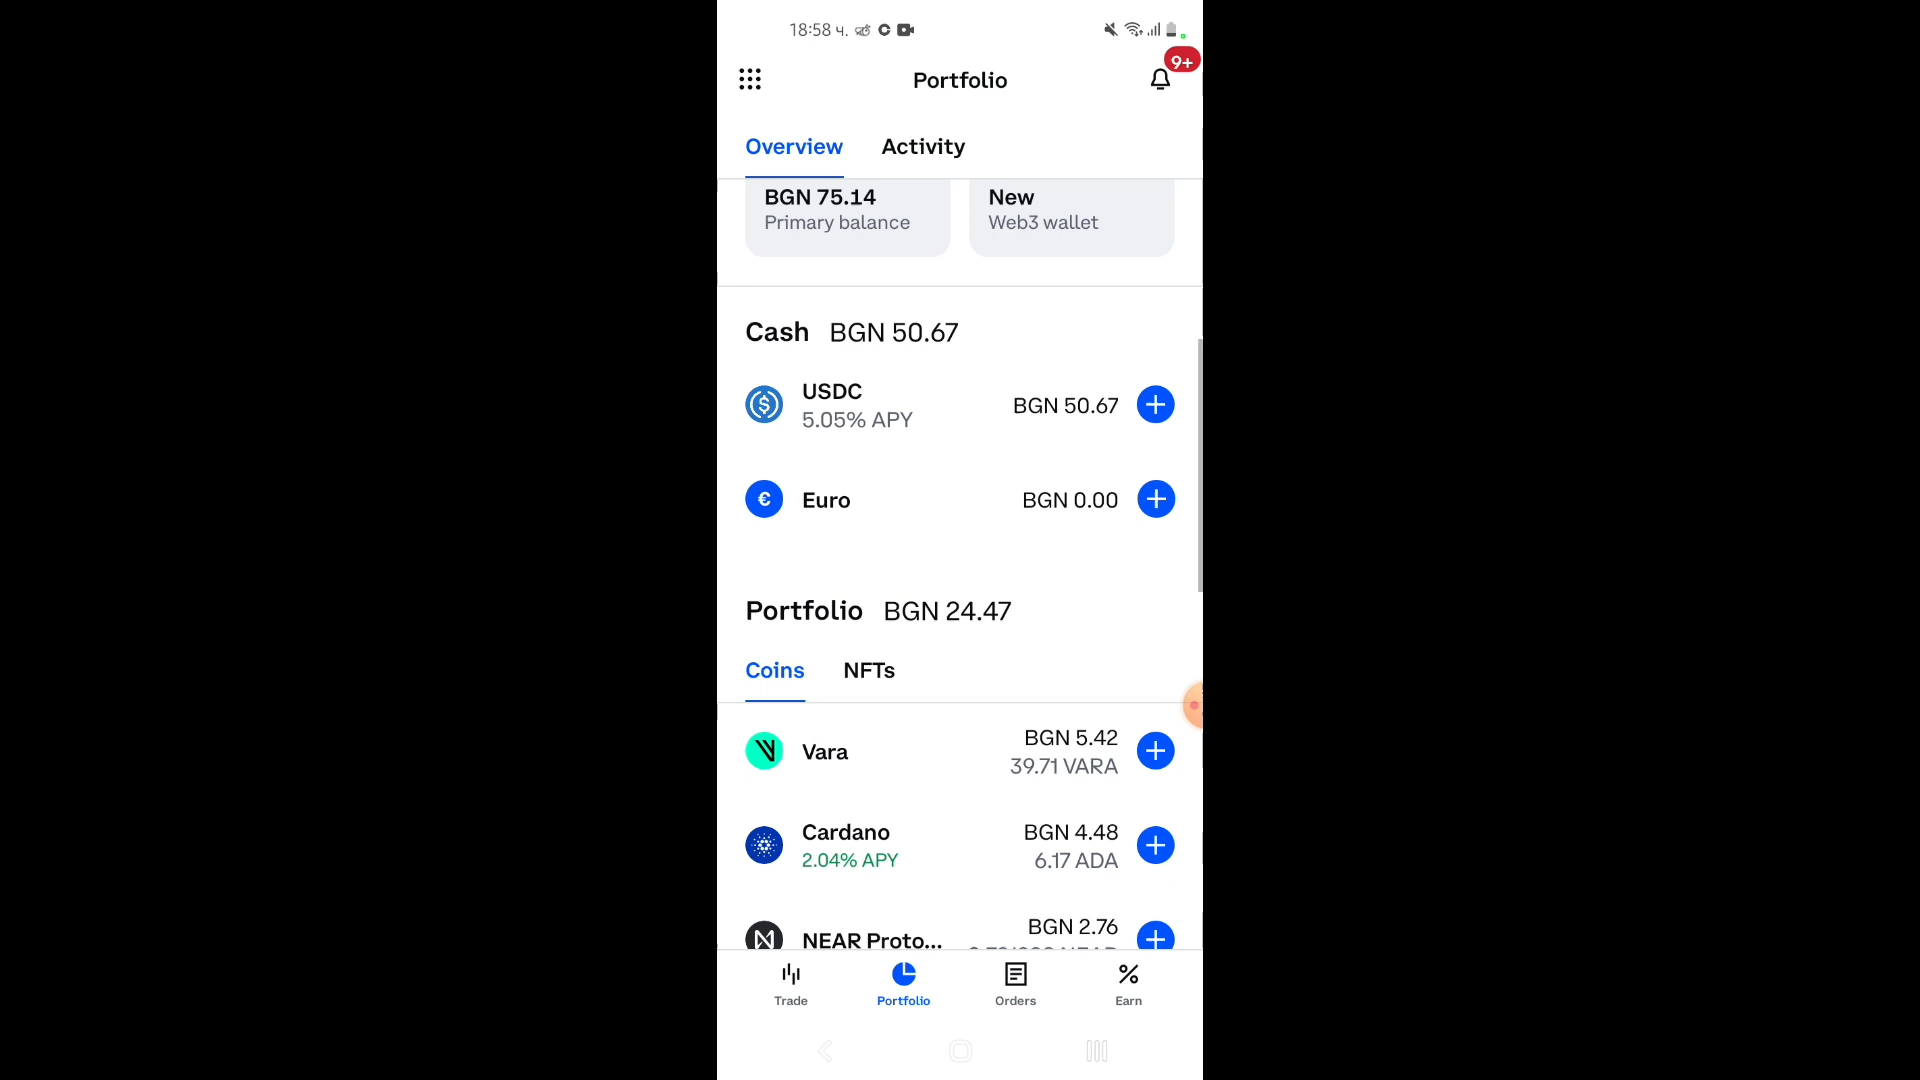 18:58 ч.
9+
Portfolio
Overview Activity
BGN 75.14 New
Primary balance Web3 wallet
Cash BGN 50.67
USDC
5.05% APY
BGN 50.67
Euro BGN 0.00
Portfolio BGN 24.47
Coins NFTs
Vara
BGN 5.42
39.71 VARA
Cardano BGN 4.48
2.04% APY 6.17 ADA
NEAR Proto... BGN 2.76
Trade Portfolio Orders Earn